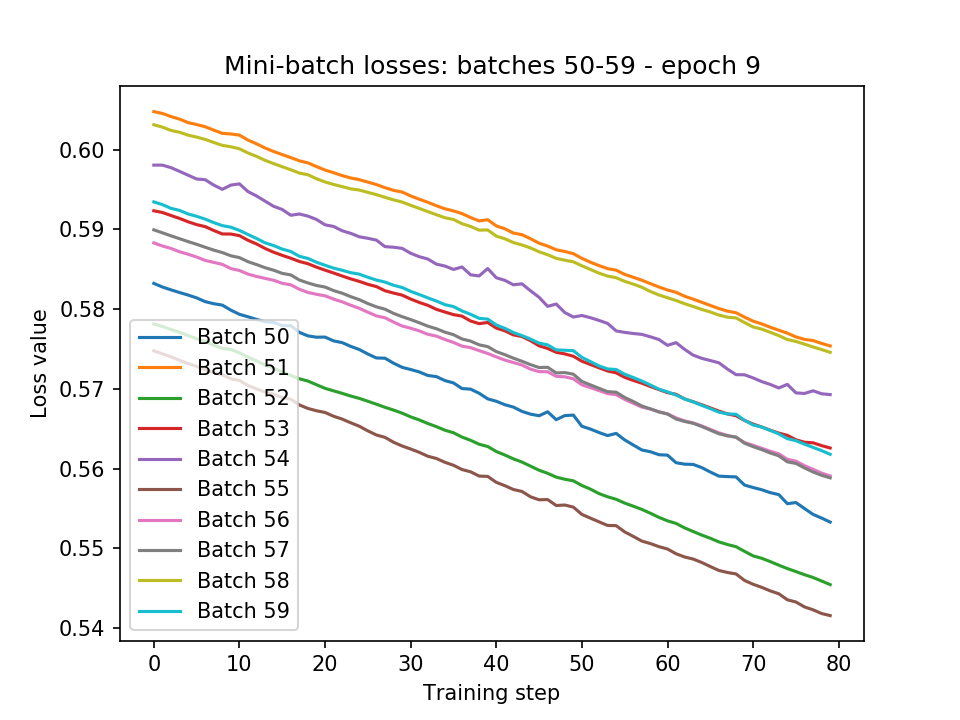 Mini-batch losses: batches 50-59 - epoch 9
Loss value
0.60
0.59
0.58
0.57
0.56
0.55
0.54
Batch 50
Batch 51
Batch 52
Batch 53
Batch 54
Batch 55
Batch 56
Batch 57
Batch 58
Batch 59
0 10 20 30 40 50 60 70 80
Training step